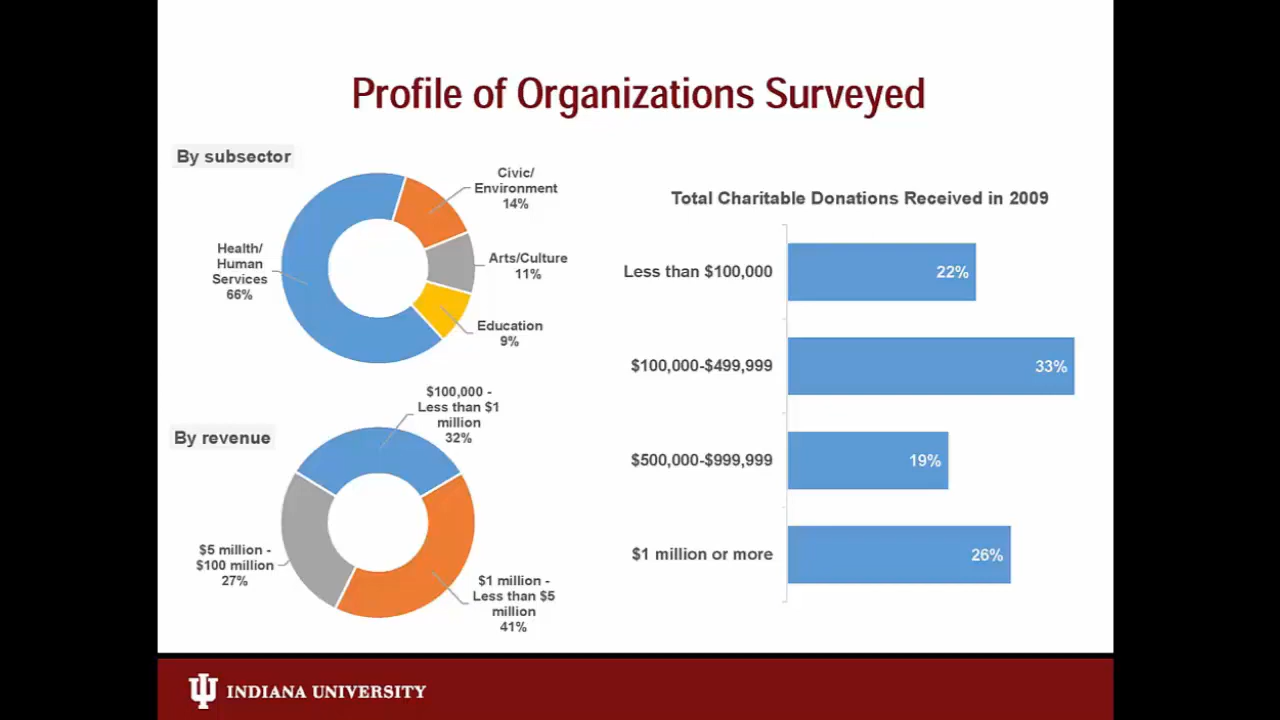 Profile of Organizations Surveyed
By subsector
Civic/
Environment
14%
Arts/Culture
11%
Education
9%
Health/
Human
Services
66%
By revenue
$100,000 -
Less than $1
million
32%
$1 million -
Less than $5
million
41%
$5 million -
$100 million
27%
Total Charitable Donations Received in 2009
Less than $100,000
22%
$100,000-$499,999
33%
$500,000-$999,999
19%
$1 million or more
26%
INDIANA UNIVERSITY